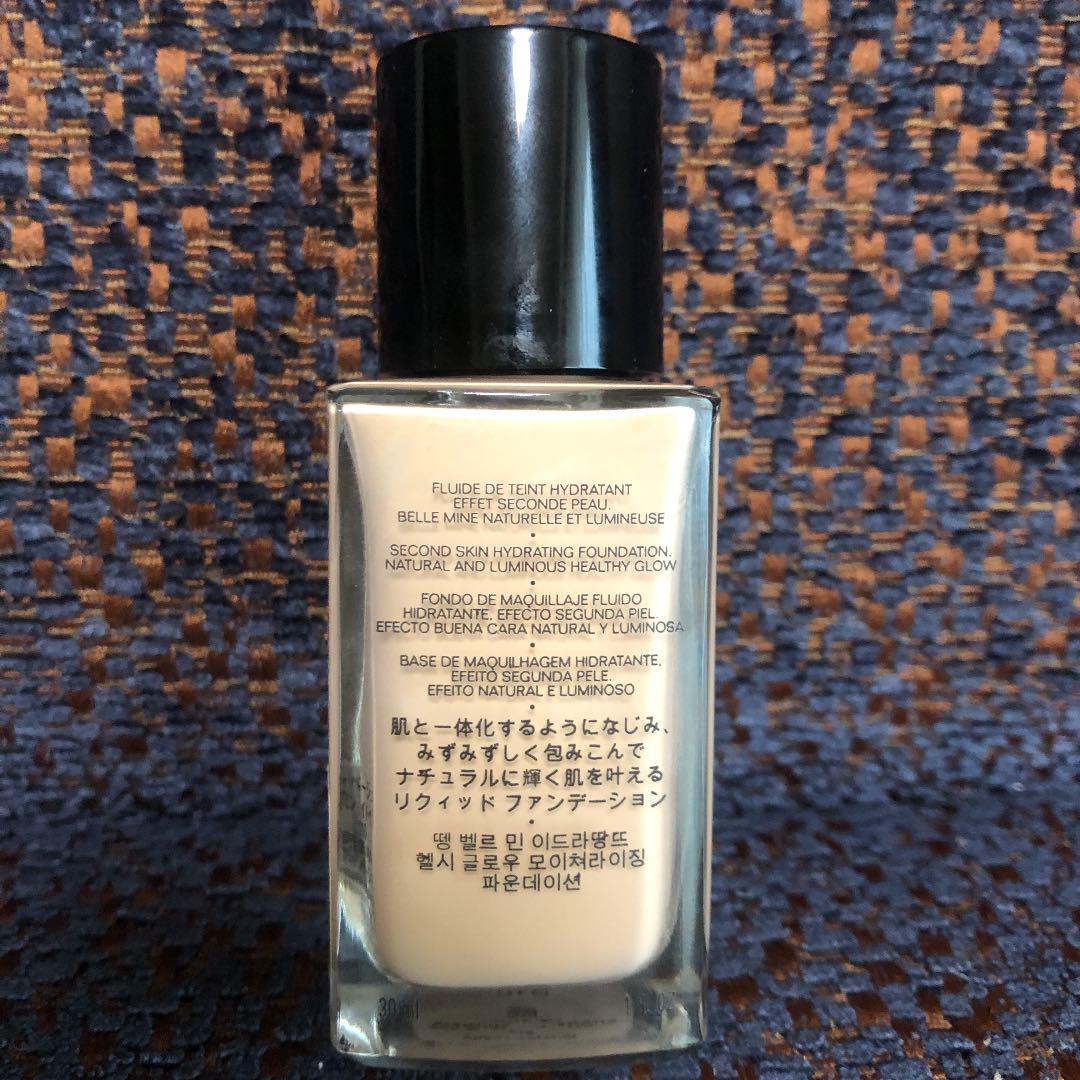 FLUIDE DE TEINT HYDRATANT
EFFET SECONDE PEAU.
BELLE MINE NATURELLE ET LUMINEUSE
•
SECOND SKIN HYDRATING FOUNDATION.
NATURAL AND LUMINOUS HEALTHY GLOW
•
FONDO DE MAQUILLAJE FLUIDO
HIDRATANTE, EFECTO SEGUNDA PIEL.
EFECTO BUENA CARA NATURAL Y LUMINOSA
•
BASE DE MAQUILHAGEM HIDRATANTE,
EFEITO SEGUNDA PELE.
EFEITO NATURAL E LUMINOSO
•
肌と一体化するようになじみ、
みずみずしく包みこんで
ナチュラルに輝く肌を叶える
リクィッド ファンデーション
•
뗑 벨르 민 이드라땅뜨
헬시 글로우 모이쳐라이징
파운데이션
30 ml